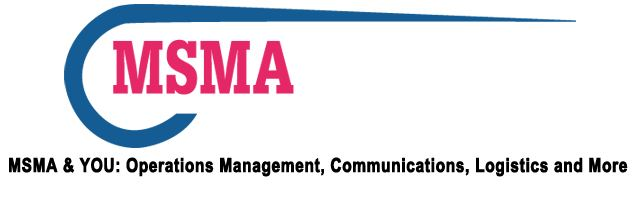 MSMA
MSMA & YOU: Operations Management, Communications, Logistics and More